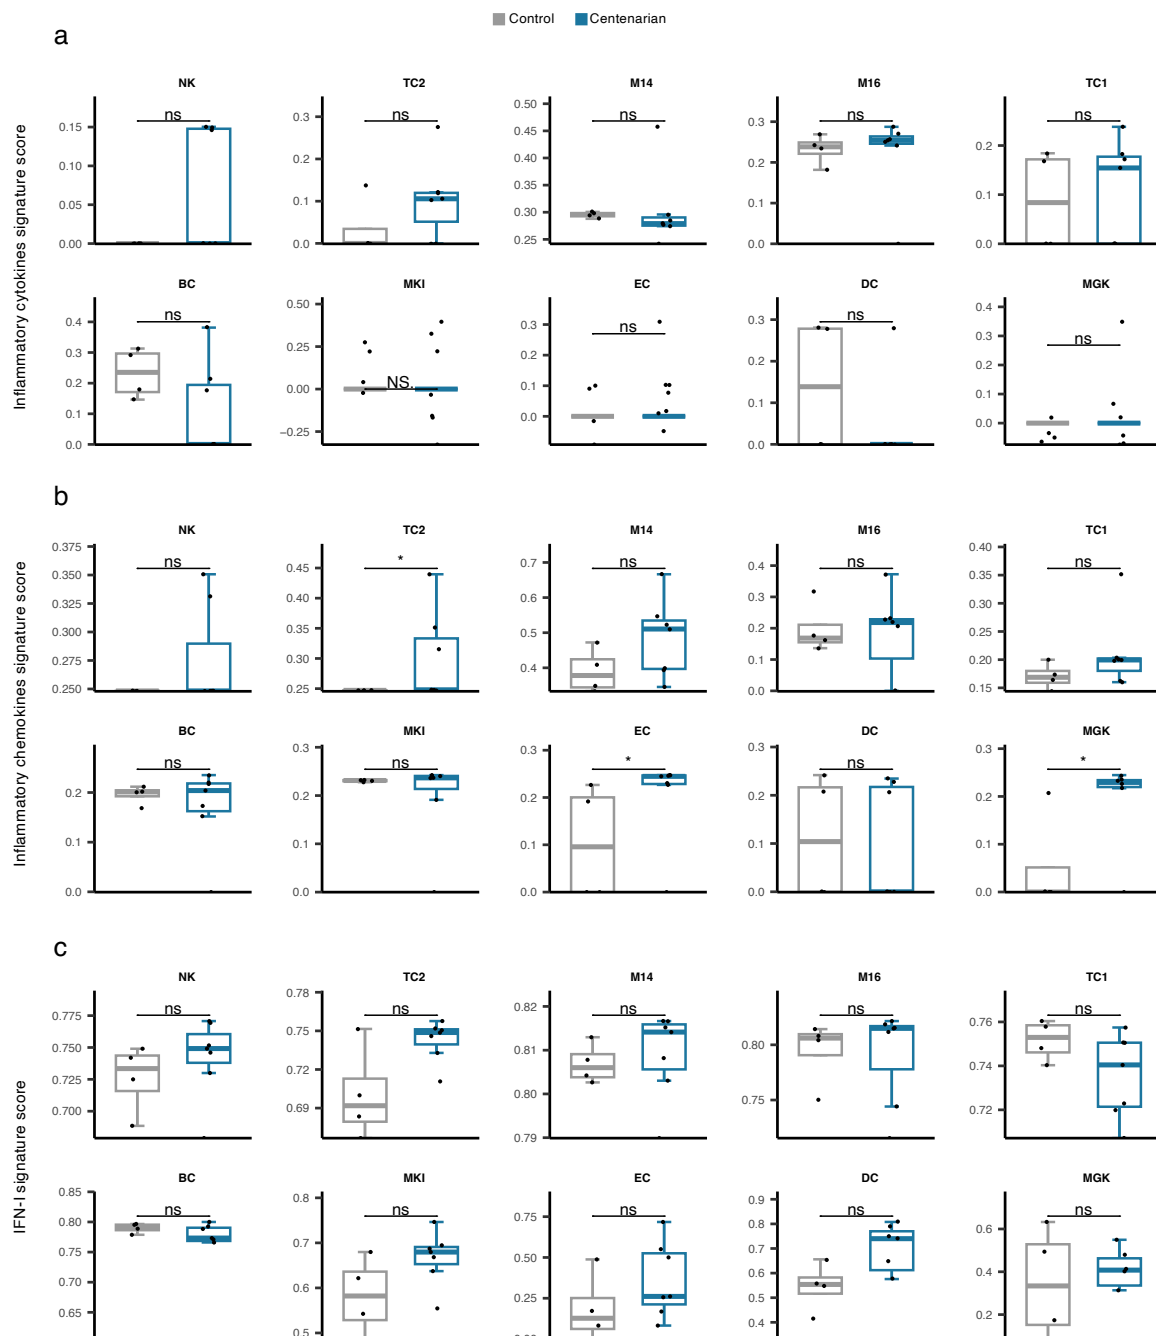 Control Centenarian
a
Inflammatory cytokines signature score
NK TC2 M14 M16 TC1
ns ns ns ns ns
0.15 0.10 0.05 0.00
0.3 0.2 0.1 0.0
0.50 0.45 0.40 0.35 0.30 0.25
0.3 0.2 0.1 0.0
0.2 0.1 0.0
BC MKI EC DC MGK
ns NS. ns ns ns
0.4 0.3 0.2 0.1 0.0
0.50 0.25 0.00 −0.25
0.3 0.2 0.1 0.0
0.3 0.2 0.1 0.0
0.4 0.3 0.2 0.1 0.0
b
Inflammatory chemokines signature score
NK TC2 M14 M16 TC1
ns * ns ns ns
0.375 0.350 0.325 0.300 0.275 0.250
0.45 0.40 0.35 0.30 0.25
0.7 0.6 0.5 0.4
0.4 0.3 0.2 0.1 0.0
0.40 0.35 0.30 0.25 0.20 0.15
BC MKI EC DC MGK
ns ns * ns *
0.2 0.1 0.0
0.3 0.2 0.1 0.0
0.3 0.2 0.1 0.0
0.3 0.2 0.1 0.0
0.3 0.2 0.1 0.0
c
IFN-I signature score
NK TC2 M14 M16 TC1
ns ns ns ns ns
0.775 0.750 0.725 0.700
0.78 0.75 0.72 0.69
0.82 0.81 0.80 0.79
0.80 0.75
0.76 0.74 0.72
BC MKI EC DC MGK
ns ns ns ns ns
0.85 0.80 0.75 0.70 0.65
0.8 0.7 0.6 0.5
0.75 0.50 0.25
0.9 0.8 0.7 0.6 0.5 0.4
0.6 0.4 0.2